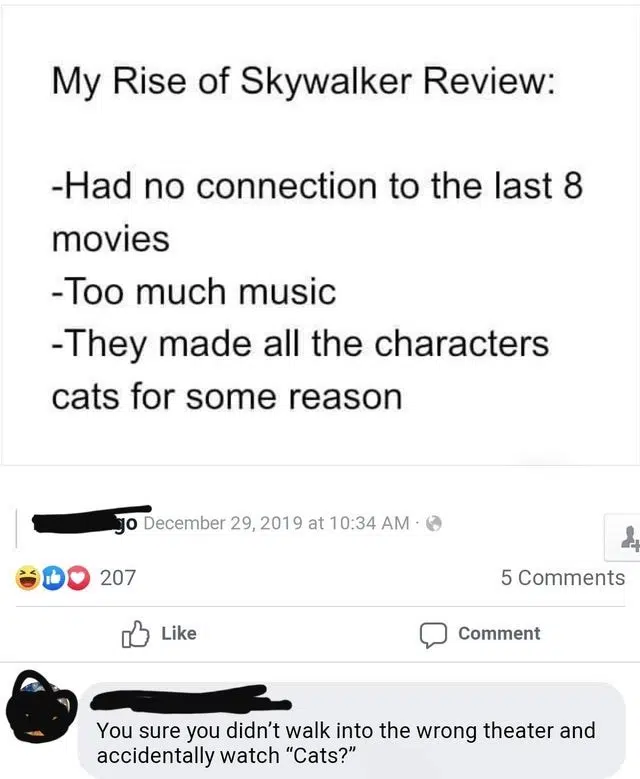 My Rise of Skywalker Review:
-Had no connection to the last 8
movies
-Too much music
-They made all the characters
cats for some reason
go December 29, 2019 at 10:34 AM ·
207
5 Comments
Like
Comment
You sure you didn’t walk into the wrong theater and
accidentally watch “Cats?”